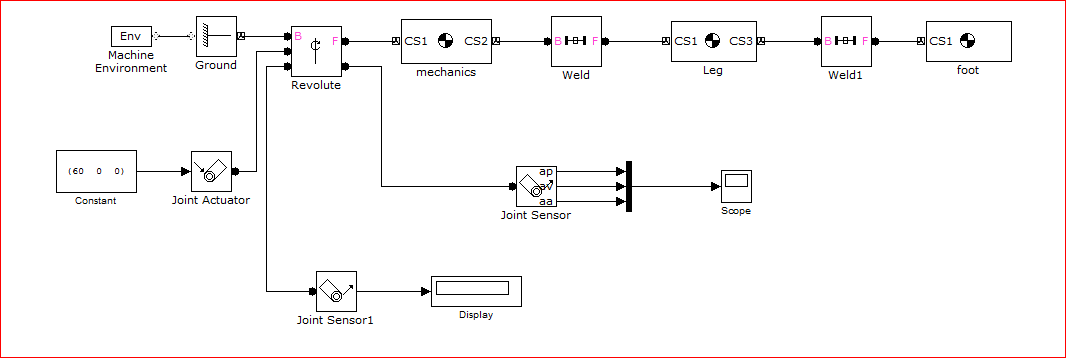 Env
Machine
Environment
Ground
B
F
Revolute
CS1
CS2
mechanics
B
F
Weld
CS1
CS3
Leg
B
F
Weld1
CS1
foot
(60 0 0)
Constant
Joint Actuator
ap
av
aa
Joint Sensor
Scope
Joint Sensor1
Display